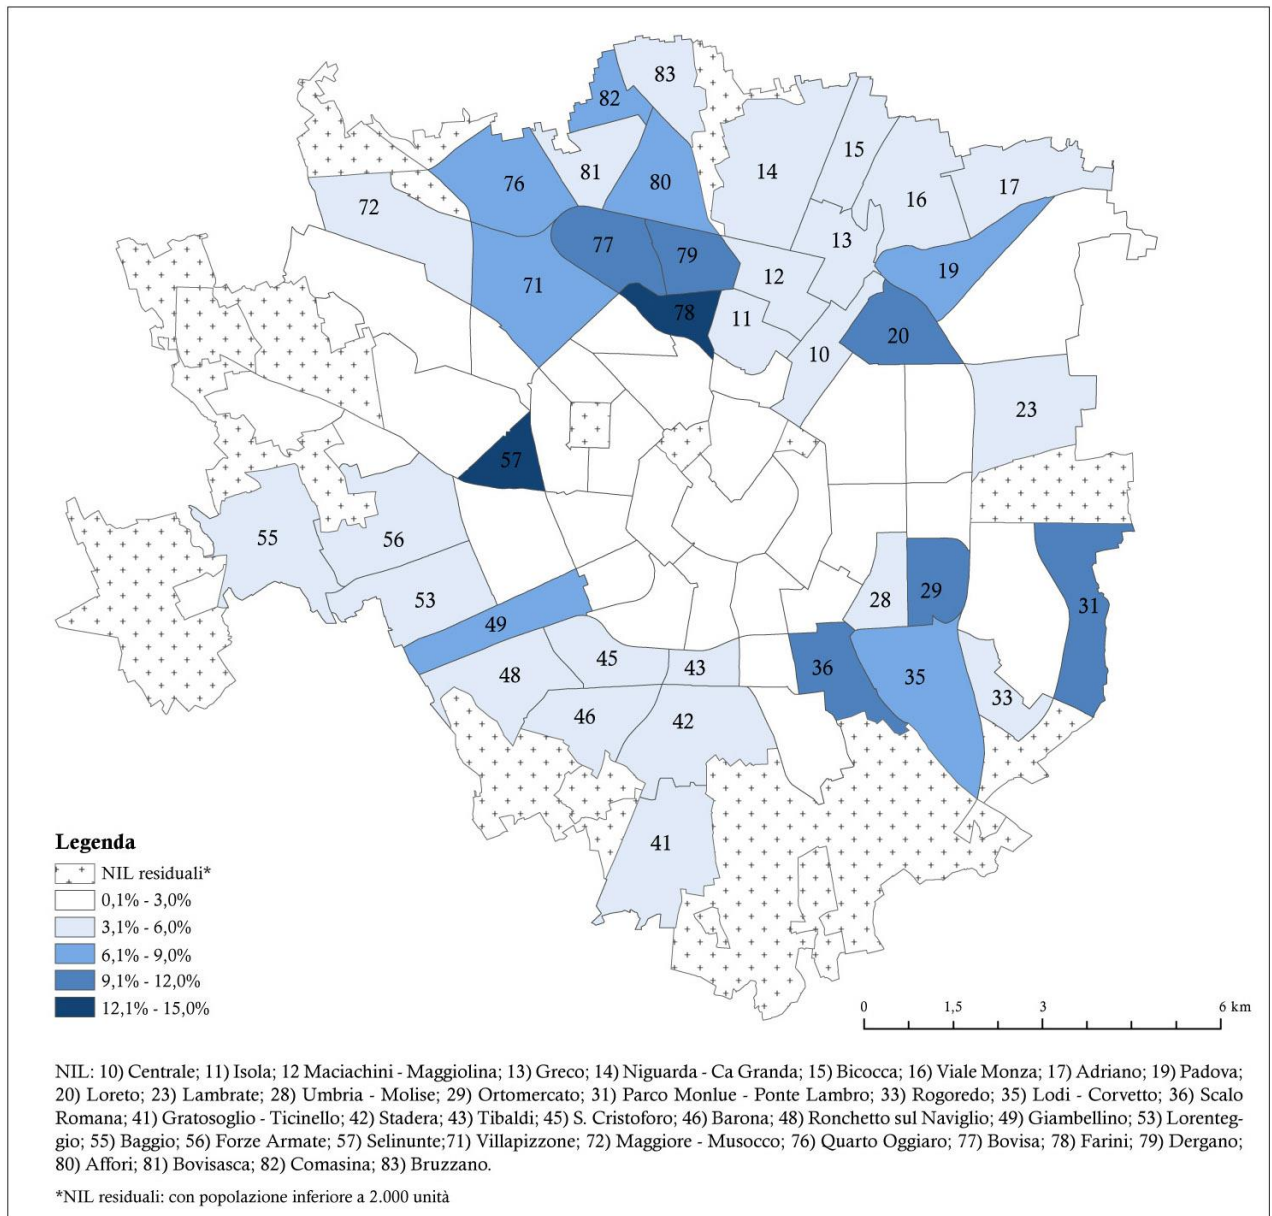 83
82
15
14
81
80
76
17
16
72
13
77
79
12
19
71
78
11
20
10
23
57
55
56
29
28
53
31
49
45
43
36
48
35
33
46
42
41
Legenda
NIL residuali*
0,1% - 3,0%
3,1% - 6,0%
6,1% - 9,0%
9,1% - 12,0%
12,1% - 15,0%
0 1,5 3 6 km
NIL: 10) Centrale; 11) Isola; 12 Maciachini - Maggiolina; 13) Greco; 14) Niguarda - Ca Granda; 15) Bicocca; 16) Viale Monza; 17) Adriano; 19) Padova;
20) Loreto; 23) Lambrate; 28) Umbria - Molise; 29) Ortomercato; 31) Parco Monlue - Ponte Lambro; 33) Rogoredo; 35) Lodi - Corvetto; 36) Scalo
Romana; 41) Gratosoglio - Ticinello; 42) Stadera; 43) Tibaldi; 45) S. Cristoforo; 46) Barona; 48) Ronchetto sul Naviglio; 49) Giambellino; 53) Lorenteg-
gio; 55) Baggio; 56) Forze Armate; 57) Selinunte;71) Villapizzone; 72) Maggiore - Musocco; 76) Quarto Oggiaro; 77) Bovisa; 78) Farini; 79) Dergano;
80) Affori; 81) Bovisasca; 82) Comasina; 83) Bruzzano.
*NIL residuali: con popolazione inferiore a 2.000 unità